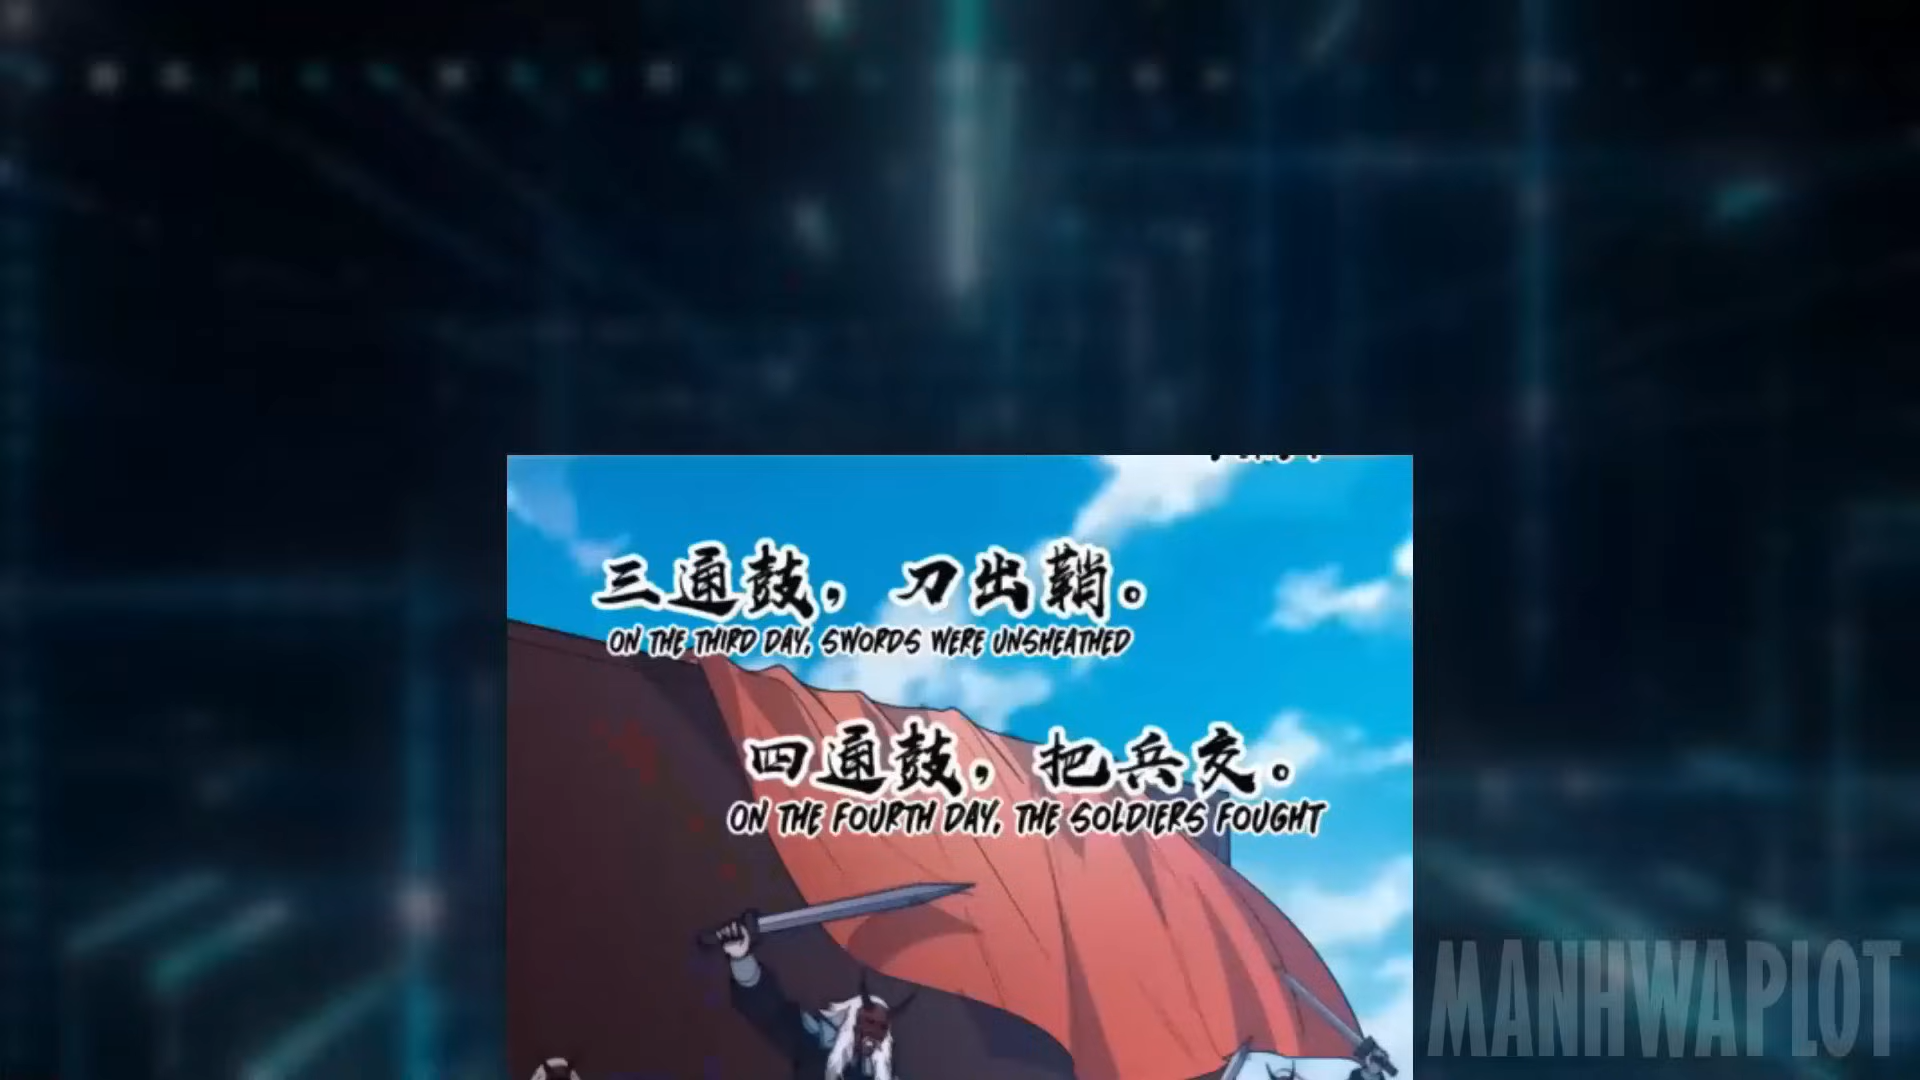 三通鼓，刀出鞘。
ON THE THIRD DAY, SWORDS WERE UNSHEATHED
四通鼓，把兵交。
ON THE FOURTH DAY, THE SOLDIERS FOUGHT
MANHWAPLOT